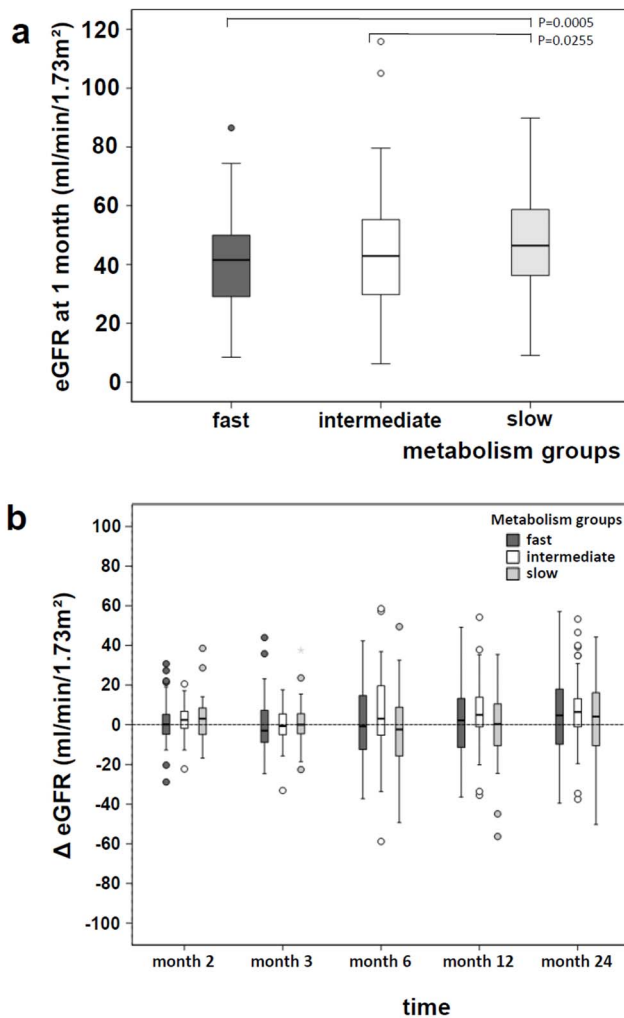 a
eGFR at 1 month (ml/min/1.73m²)
120
100
80
60
40
20
0
P=0.0005
P=0.0255
fast
intermediate
slow
metabolism groups
b
Δ eGFR (ml/min/1.73m²)
100
80
60
40
20
0
-20
-40
-60
-80
-100
Metabolism groups
fast
intermediate
slow
month 2
month 3
month 6
month 12
month 24
time